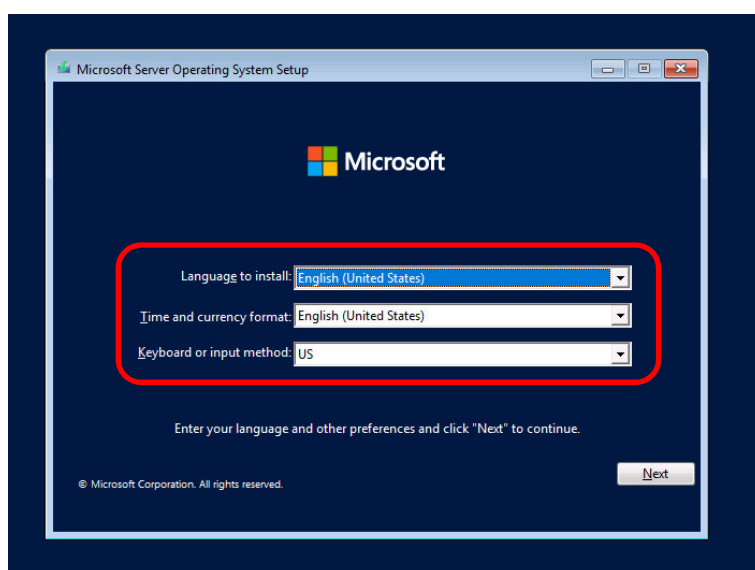 Microsoft Server Operating System Setup
Microsoft
Language to install: English (United States)
Time and currency format: English (United States)
Keyboard or input method: US
Enter your language and other preferences and click "Next" to continue.
Next
© Microsoft Corporation. All rights reserved.